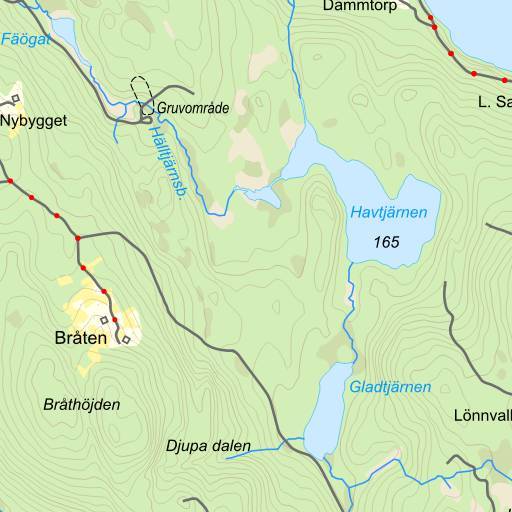 Dammtorp
Fäögat
L. Sa
Gruvområde
Nybygget
Hälltjärnsb.
Havtjärnen
165
Bråten
Gladtjärnen
Bråthöjden
Lönnvall
Djupa dalen